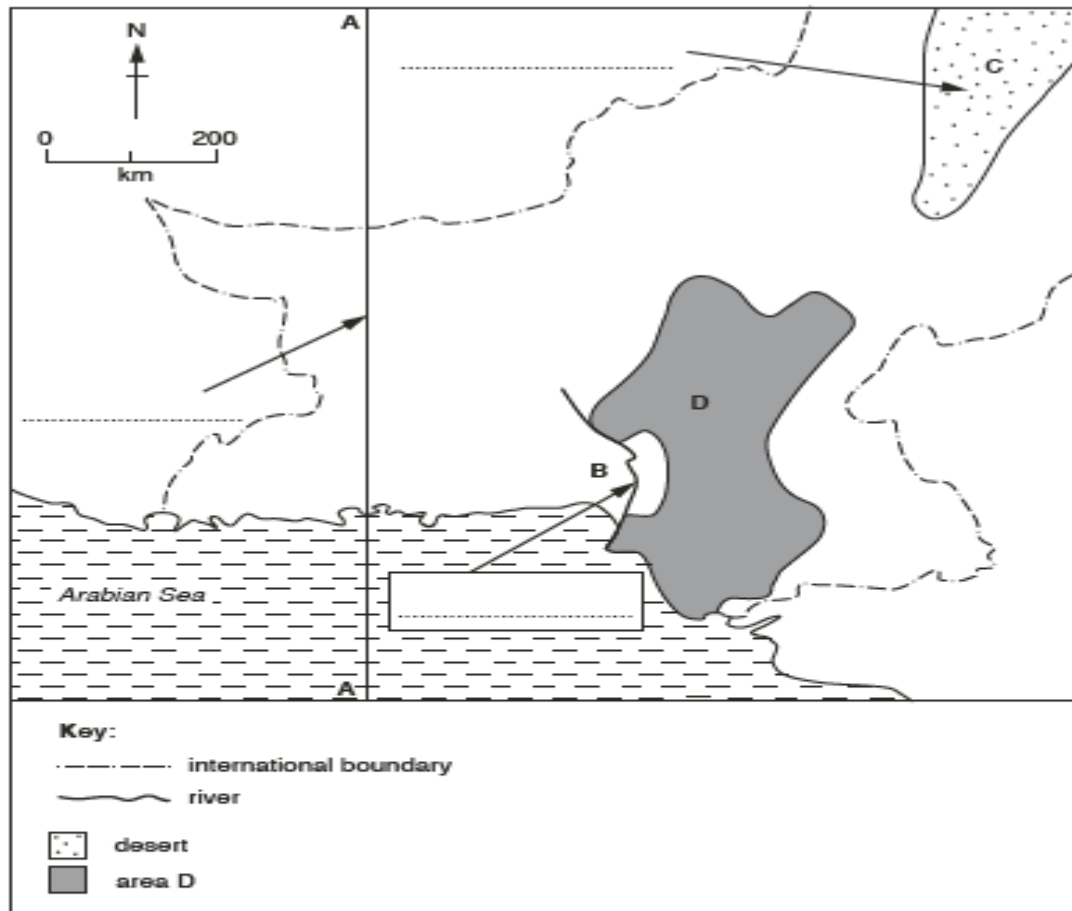 A
N
C
0 200
km
D
B
Arabian Sea
A
Key:
international boundary
river
desert
area D